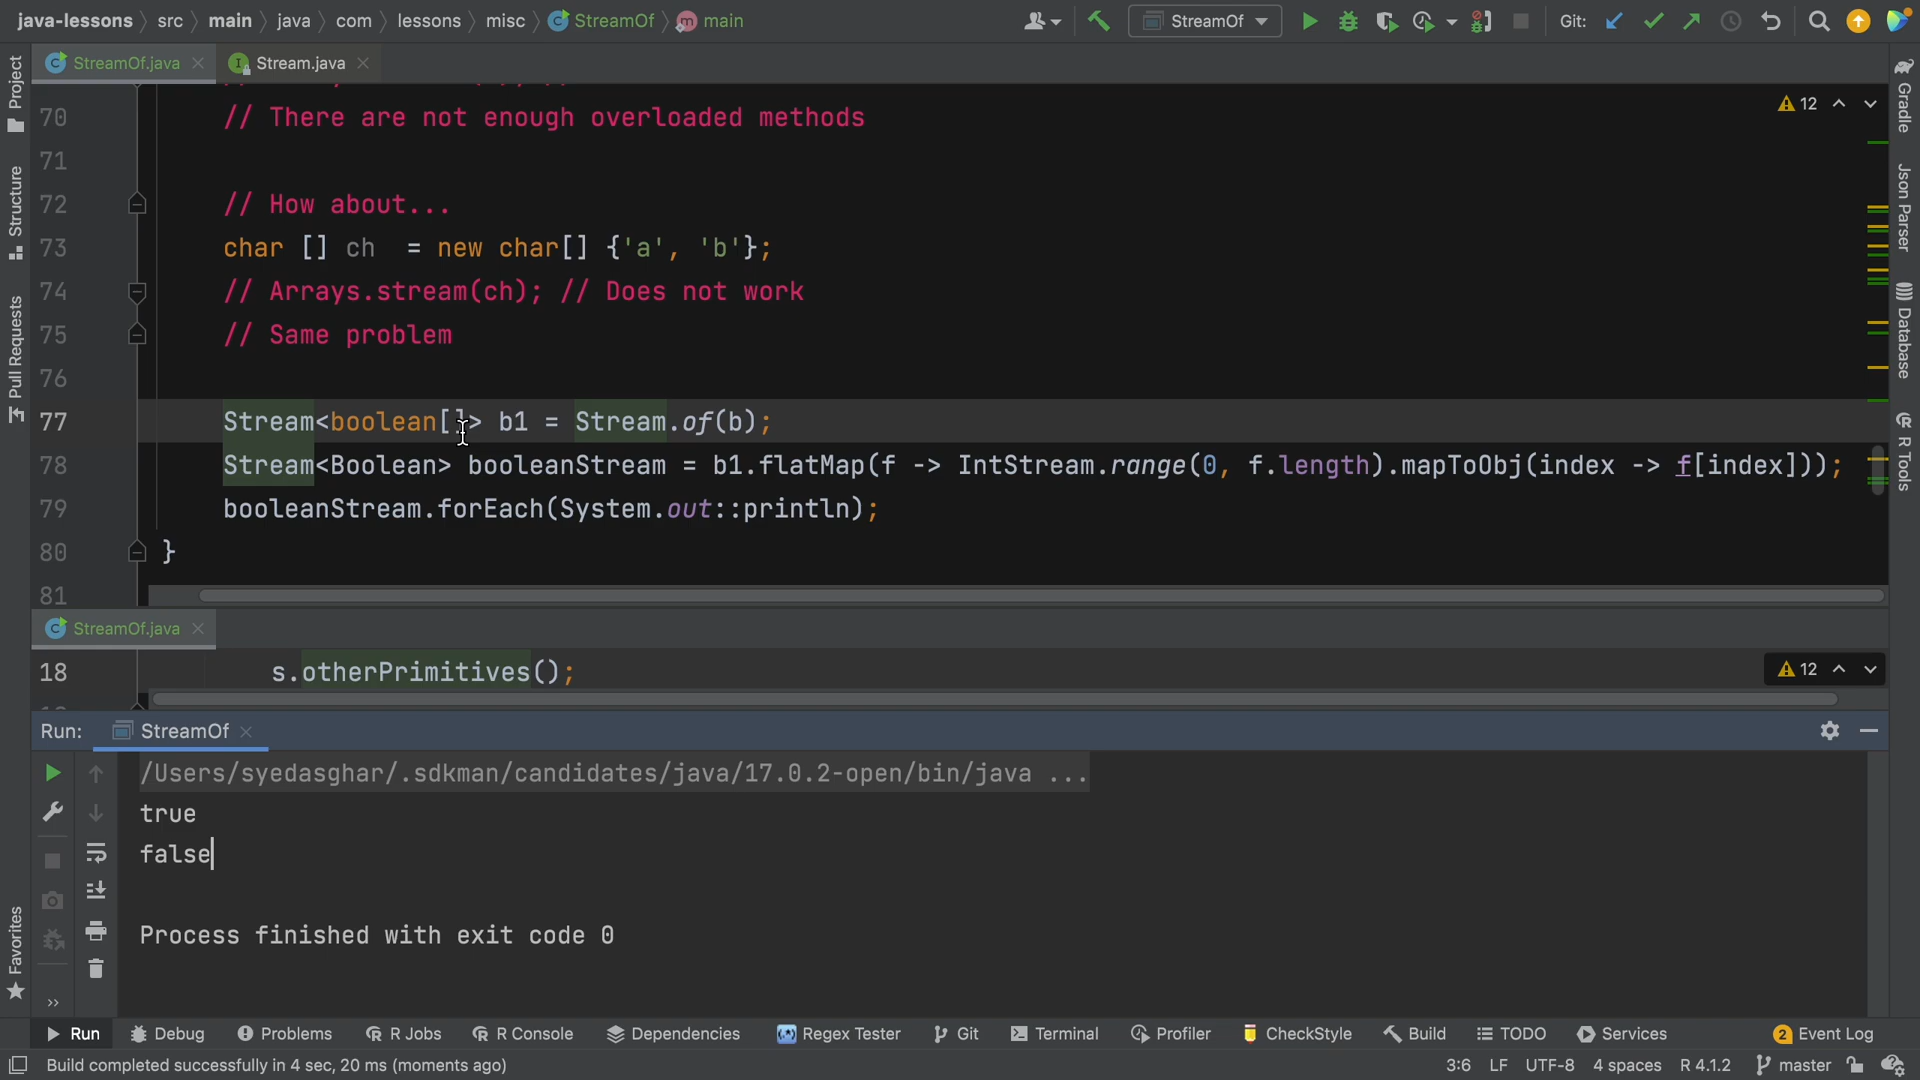 java-lessons src main java com lessons misc StreamOf main StreamOf Git:
StreamOf.java Stream.java
70 // There are not enough overloaded methods
71
72 // How about...
73 char [] ch  = new char[] {'a', 'b'};
74 // Arrays.stream(ch); // Does not work
75 // Same problem
76
77 Stream<boolean[]> b1 = Stream.of(b);
78 Stream<Boolean> booleanStream = b1.flatMap(f -> IntStream.range(0, f.length).mapToObj(index -> f[index]));
79 booleanStream.forEach(System.out::println);
80 }
81
12
StreamOf.java
18 s.otherPrimitives();
12
Run: StreamOf
/Users/syedasghar/.sdkman/candidates/java/17.0.2-open/bin/java ...
true
false
Process finished with exit code 0
Project
Structure
Pull Requests
Favorites
Gradle
Json Parser
Database
R Tools
Run Debug Problems R Jobs R Console Dependencies Regex Tester Git Terminal Profiler CheckStyle Build TODO Services 2 Event Log
Build completed successfully in 4 sec, 20 ms (moments ago) 3:6 LF UTF-8 4 spaces R 4.1.2 master